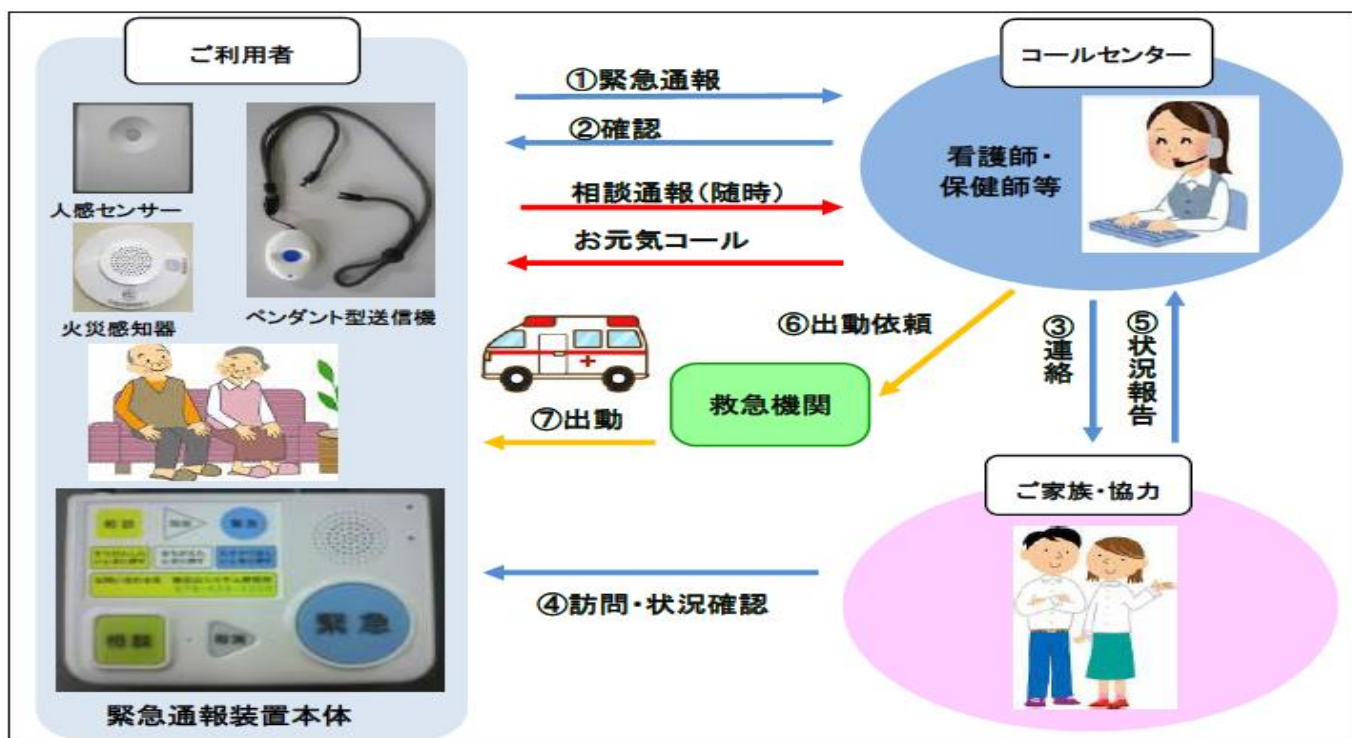 ご利用者
コールセンター
①緊急通報
②確認
看護師・
保健師等
人感センサー
相談通報（随時）
お元気コール
火災感知器
ペンダント型送信機
⑥出動依頼
③連絡
⑤状況報告
救急機関
⑦出動
ご家族・協力
相談
緊急
④訪問・状況確認
緊急
相談
緊急通報装置本体